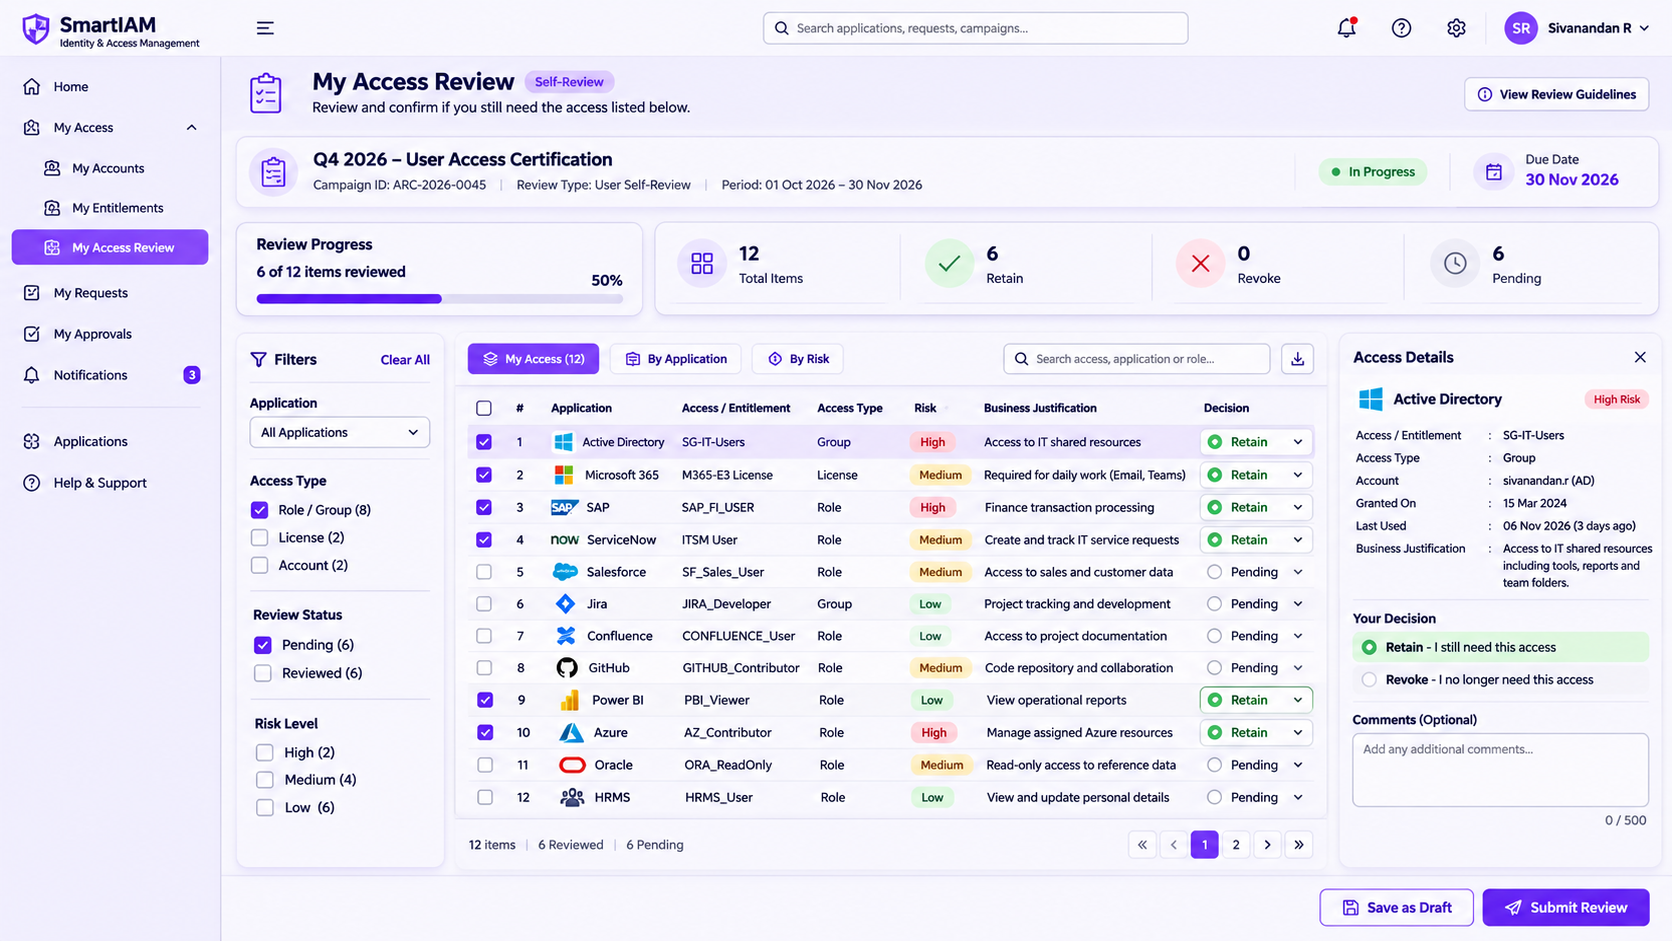 SmartIAM
Identity & Access Management
Search applications, requests, campaigns...
SR
Sivanandan R
Home
My Access
My Accounts
My Entitlements
My Access Review
My Requests
My Approvals
Notifications
3
Applications
Help & Support
My Access Review
Self-Review
Review and confirm if you still need the access listed below.
View Review Guidelines
Q4 2026 – User Access Certification
Campaign ID: ARC-2026-0045 | Review Type: User Self-Review | Period: 01 Oct 2026 – 30 Nov 2026
In Progress
Due Date
30 Nov 2026
Review Progress
6 of 12 items reviewed
50%
12
Total Items
6
Retain
0
Revoke
6
Pending
Filters
Clear All
Application
All Applications
Access Type
Role / Group (8)
License (2)
Account (2)
Review Status
Pending (6)
Reviewed (6)
Risk Level
High (2)
Medium (4)
Low (6)
My Access (12)
By Application
By Risk
Search access, application or role...
# Application Access / Entitlement Access Type Risk Business Justification Decision
1 Active Directory SG-IT-Users Group High Access to IT shared resources Retain
2 Microsoft 365 M365-E3 License License Medium Required for daily work (Email, Teams) Retain
3 SAP SAP SAP_FI_USER Role High Finance transaction processing Retain
4 now ServiceNow ITSM User Role Medium Create and track IT service requests Retain
5 Salesforce SF_Sales_User Role Medium Access to sales and customer data Pending
6 Jira JIRA_Developer Group Low Project tracking and development Pending
7 Confluence CONFLUENCE_User Role Low Access to project documentation Pending
8 GitHub GITHUB_Contributor Role Medium Code repository and collaboration Pending
9 Power BI PBI_Viewer Role Low View operational reports Retain
10 Azure AZ_Contributor Role High Manage assigned Azure resources Retain
11 Oracle ORA_ReadOnly Role Medium Read-only access to reference data Pending
12 HRMS HRMS_User Role Low View and update personal details Pending
12 items | 6 Reviewed | 6 Pending
« ‹ 1 2 › »
Access Details
Active Directory
High Risk
Access / Entitlement : SG-IT-Users
Access Type : Group
Account : sivanandan.r (AD)
Granted On : 15 Mar 2024
Last Used : 06 Nov 2026 (3 days ago)
Business Justification : Access to IT shared resources
including tools, reports and
team folders.
Your Decision
Retain - I still need this access
Revoke - I no longer need this access
Comments (Optional)
Add any additional comments...
0 / 500
Save as Draft
Submit Review